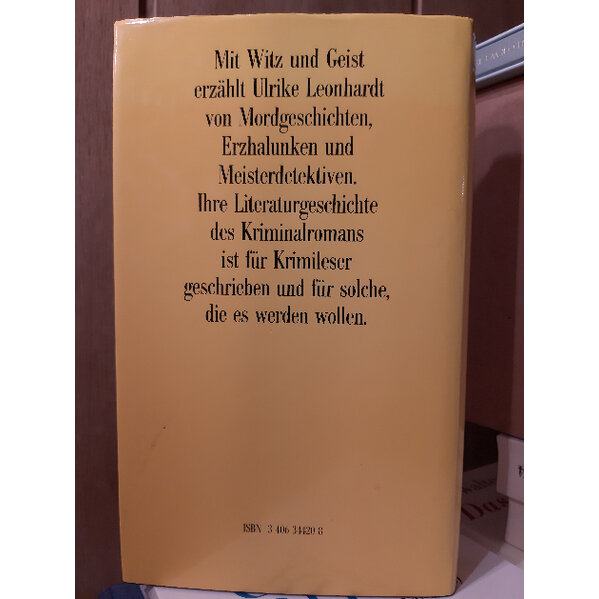 Mit Witz und Geist
erzählt Ulrike Leonhardt
von Mordgeschichten,
Erzhalunken und
Meisterdetektiven.
Ihre Literaturgeschichte
des Kriminalromans
ist für Krimileser
geschrieben und für solche,
die es werden wollen.
ISBN 3 406 34420 8
Das